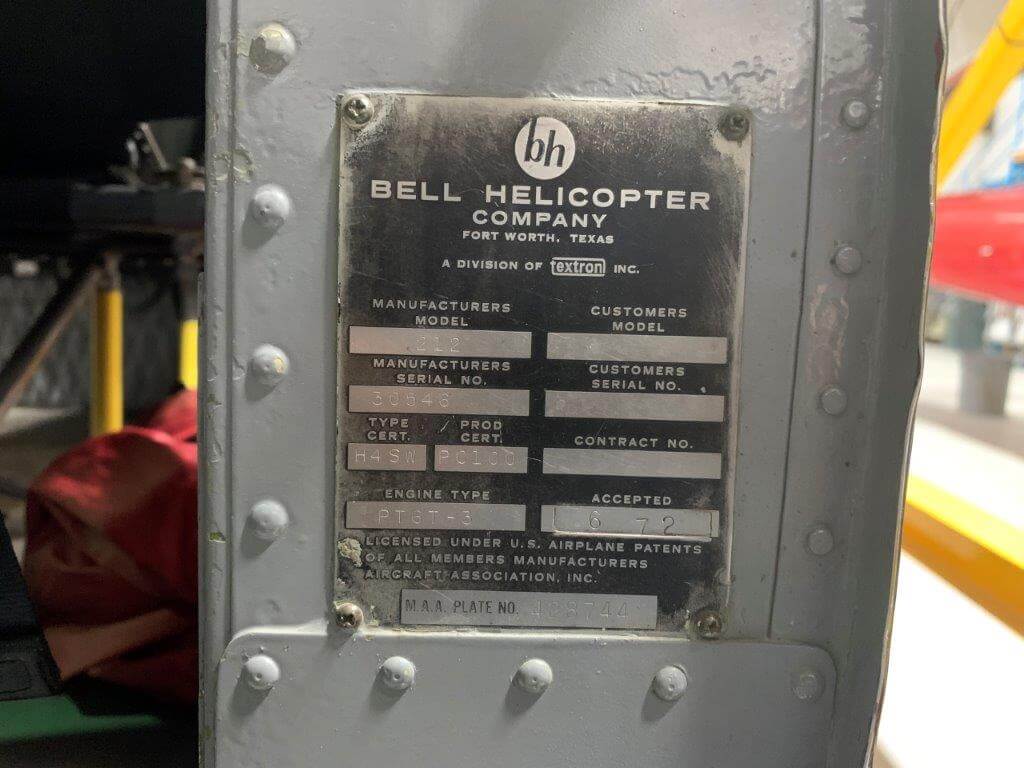 bh
BELL HELICOPTER
COMPANY
FORT WORTH, TEXAS
A DIVISION OF textron INC.
MANUFACTURERS
MODEL
212
CUSTOMERS
MODEL
MANUFACTURERS
SERIAL NO.
30548
CUSTOMERS
SERIAL NO.
TYPE
CERT.
H4SW
PROD
CERT.
PC100
CONTRACT NO.
ENGINE TYPE
PT6T-3
ACCEPTED
6 72
LICENSED UNDER U.S. AIRPLANE PATENTS
OF ALL MEMBERS MANUFACTURERS
AIRCRAFT ASSOCIATION, INC.
M.A.A. PLATE NO.